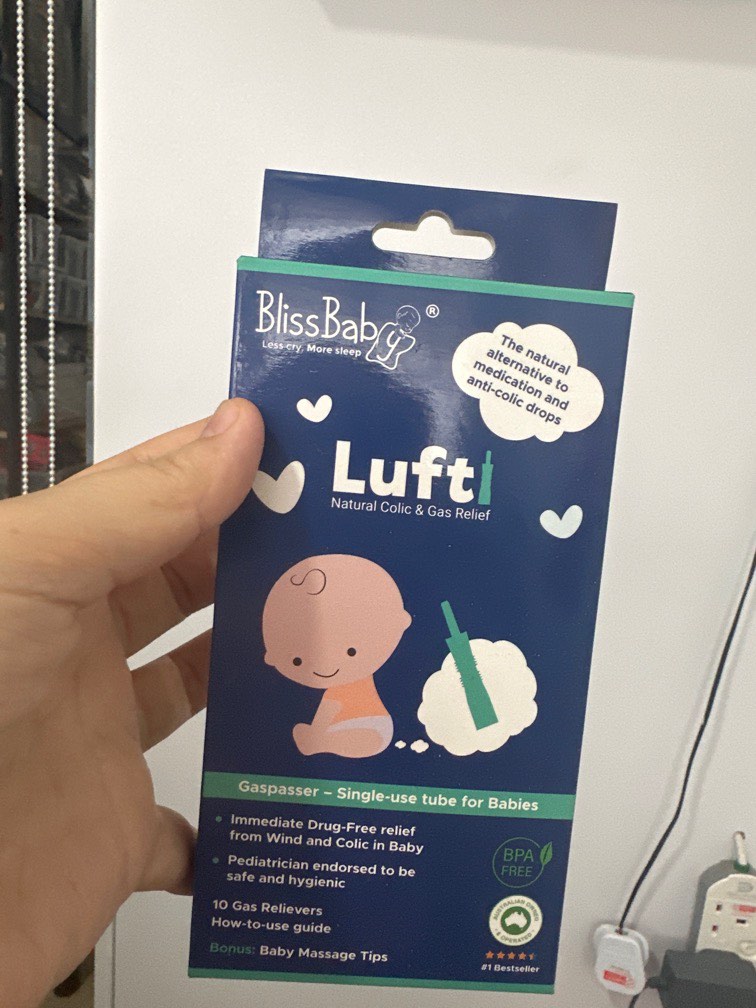 BlissBaby®
Less cry, More sleep
The natural
alternative to
medication and
anti-colic drops
Lufti
Natural Colic & Gas Relief
Gaspasser – Single-use tube for Babies
• Immediate Drug-Free relief
from Wind and Colic in Baby
• Pediatrician endorsed to be
safe and hygienic
BPA
FREE
10 Gas Relievers
How-to-use guide
Bonus: Baby Massage Tips
AUSTRALIAN OWNED
& OPERATED
#1 Bestseller